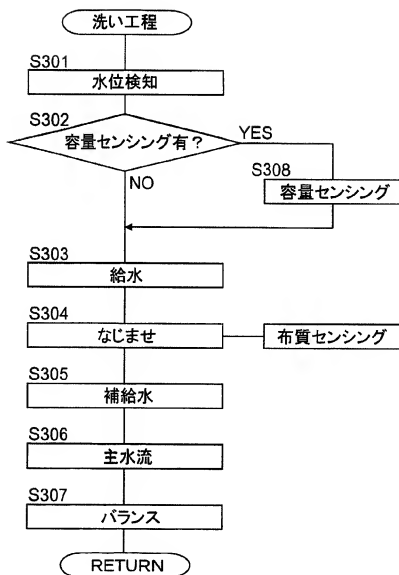 洗い工程
S301
水位検知
S302
容量センシング有？
YES
NO
S308
容量センシング
S303
給水
S304
なじませ
布質センシング
S305
補給水
S306
主水流
S307
バランス
RETURN